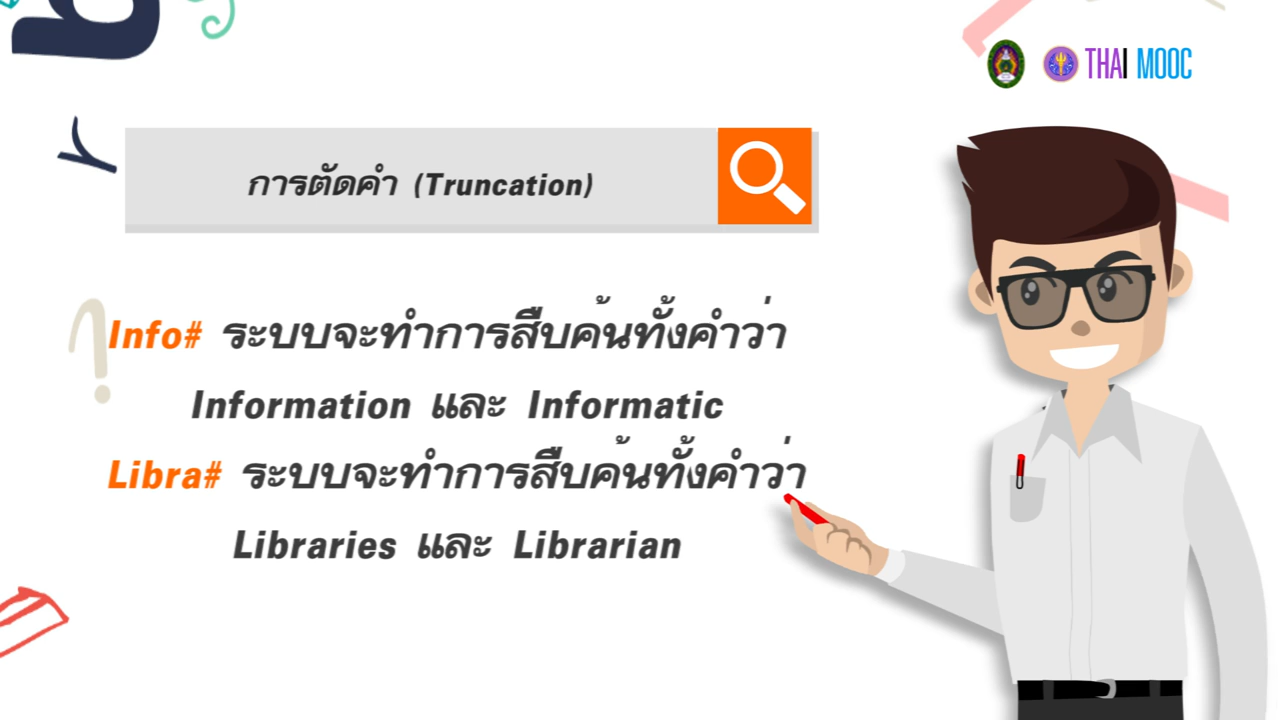 THAI MOOC
การตัดคำ (Truncation)
Info# ระบบจะทำการสืบค้นทั้งคำว่า
Information และ Informatic
Libra# ระบบจะทำการสืบค้นทั้งคำว่า
Libraries และ Librarian